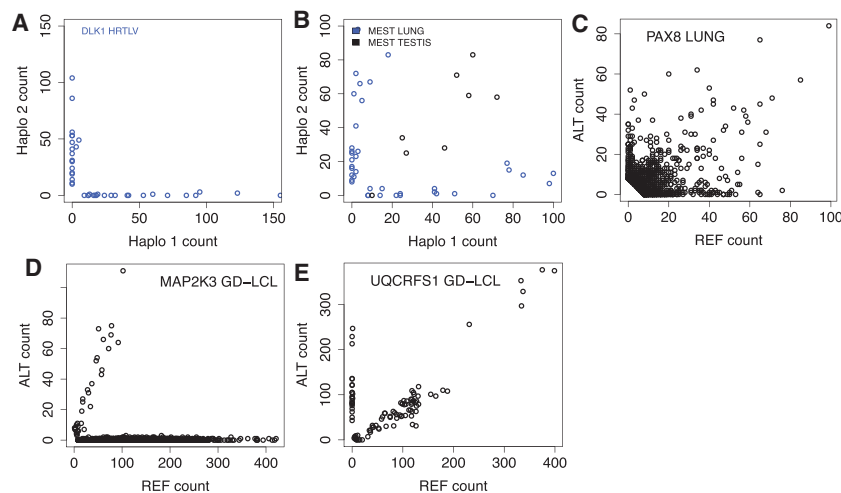 A
DLK1 HRTLV
Haplo 2 count
0 50 100 150
0 50 100 150
Haplo 1 count
B
MEST LUNG
MEST TESTIS
Haplo 2 count
0 20 40 60 80 100
0 20 40 60 80 100
Haplo 1 count
C
PAX8 LUNG
ALT count
0 20 40 60 80
0 20 40 60 80 100
REF count
D
MAP2K3 GD−LCL
ALT count
0 20 40 60 80
0 100 200 300 400
REF count
E
UQCRFS1 GD−LCL
ALT count
0 100 200 300
0 100 200 300 400
REF count